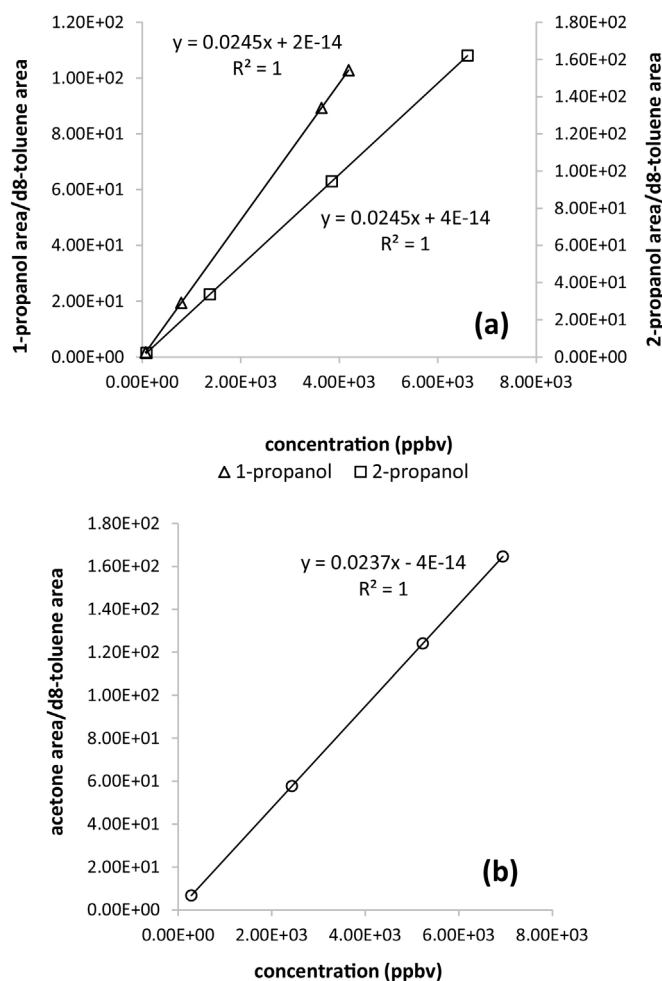 1.20E+02
1.00E+02
8.00E+01
6.00E+01
4.00E+01
2.00E+01
0.00E+00
1-propanol area/d8-toluene area
y = 0.0245x + 2E-14
R² = 1
y = 0.0245x + 4E-14
R² = 1
(a)
1.80E+02
1.60E+02
1.40E+02
1.20E+02
1.00E+02
8.00E+01
6.00E+01
4.00E+01
2.00E+01
0.00E+00
2-propanol area/d8-toluene area
0.00E+00 2.00E+03 4.00E+03 6.00E+03 8.00E+03
concentration (ppbv)
1-propanol 2-propanol
1.80E+02
1.60E+02
1.40E+02
1.20E+02
1.00E+02
8.00E+01
6.00E+01
4.00E+01
2.00E+01
0.00E+00
acetone area/d8-toluene area
y = 0.0237x - 4E-14
R² = 1
(b)
0.00E+00 2.00E+03 4.00E+03 6.00E+03 8.00E+03
concentration (ppbv)